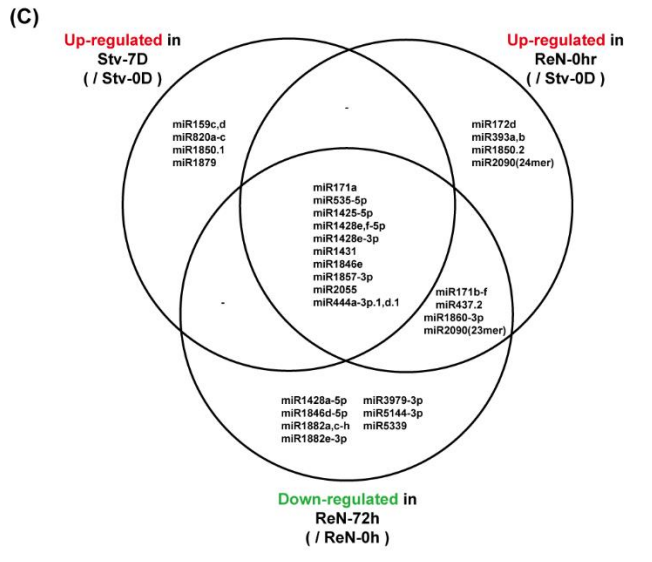 (C)
Up-regulated in
Stv-7D
( / Stv-0D )
Up-regulated in
ReN-0hr
( / Stv-0D )
-
miR159c,d
miR820a-c
miR1850.1
miR1879
miR172d
miR393a,b
miR1850.2
miR2090(24mer)
miR171a
miR535-5p
miR1425-5p
miR1428e,f-5p
miR1428e-3p
miR1431
miR1846e
miR1857-3p
miR2055
miR444a-3p.1,d.1
-
miR171b-f
miR437.2
miR1860-3p
miR2090(23mer)
miR1428a-5p miR3979-3p
miR1846d-5p miR5144-3p
miR1882a,c-h miR5339
miR1882e-3p
Down-regulated in
ReN-72h
( / ReN-0h )